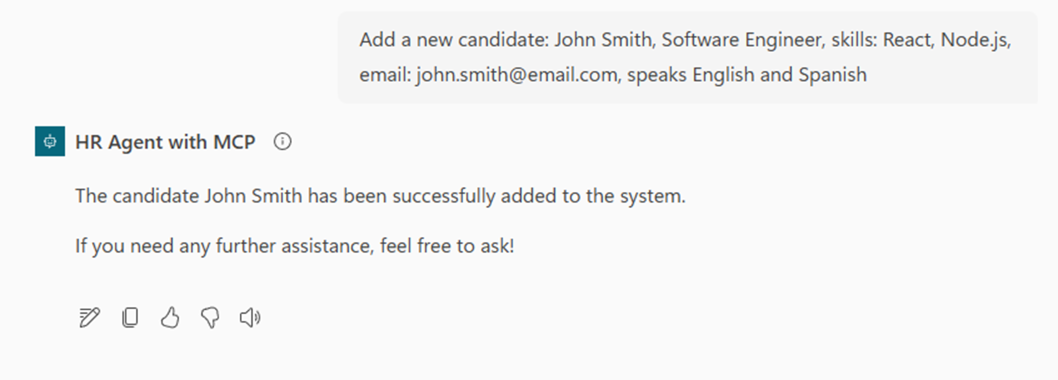 Add a new candidate: John Smith, Software Engineer, skills: React, Node.js,
email: john.smith@email.com, speaks English and Spanish
HR Agent with MCP
The candidate John Smith has been successfully added to the system.
If you need any further assistance, feel free to ask!